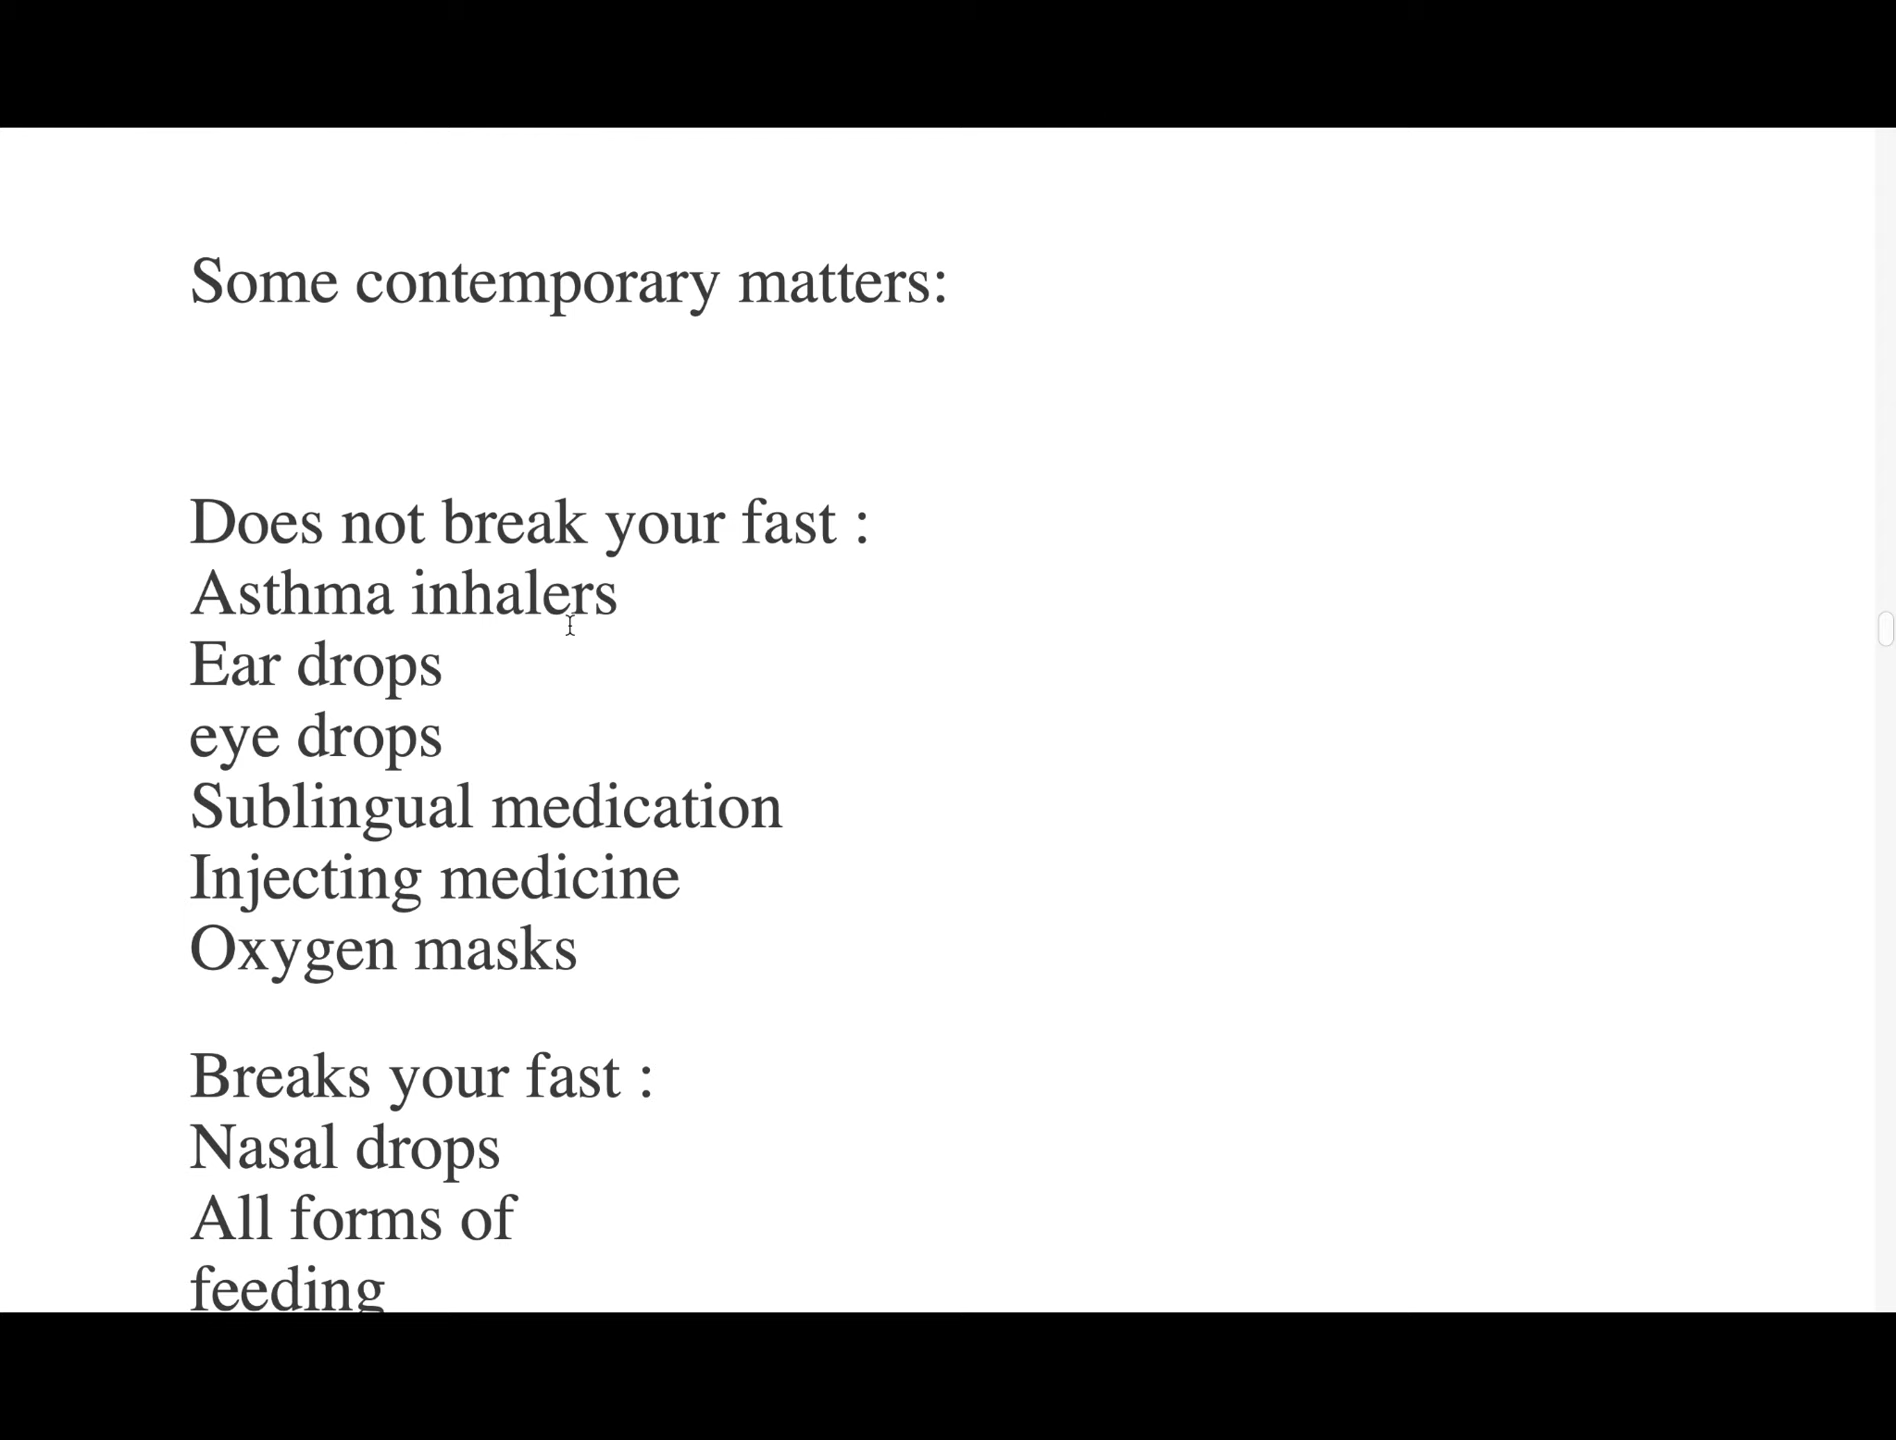 Some contemporary matters:
Does not break your fast :
Asthma inhalers
Ear drops
eye drops
Sublingual medication
Injecting medicine
Oxygen masks
Breaks your fast :
Nasal drops
All forms of
feeding